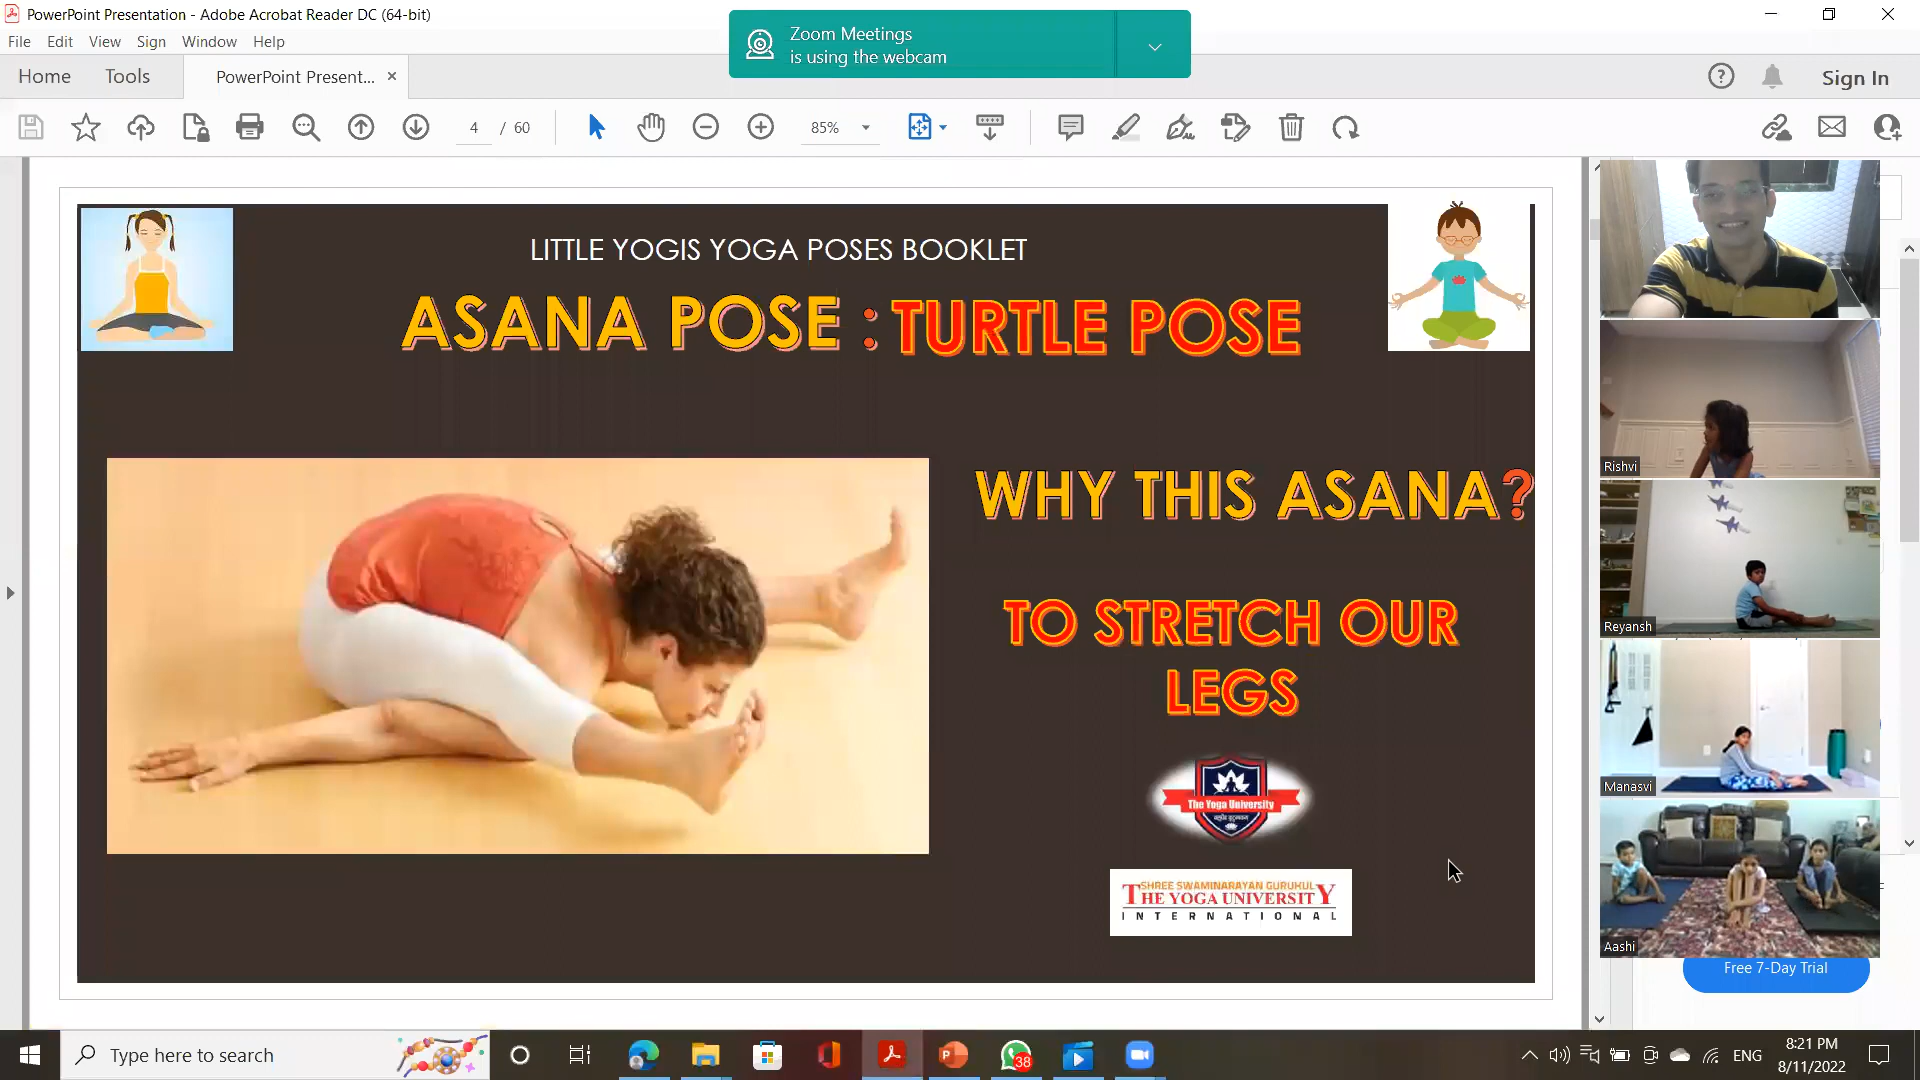 PowerPoint Presentation - Adobe Acrobat Reader DC (64-bit)
File Edit View Sign Window Help
Zoom Meetings
is using the webcam
Home Tools PowerPoint Present... Sign In
4 / 60 85%
LITTLE YOGIS YOGA POSES BOOKLET
ASANA POSE : TURTLE POSE
WHY THIS ASANA?
TO STRETCH OUR
LEGS
The Yoga University
SHREE SWAMINARAYAN GURUKUL
THE YOGA UNIVERSITY
INTERNATIONAL
Rishvi
Reyansh
Manasvi
Aashi
Free 7-Day Trial
Type here to search
38
ENG
8:21 PM
8/11/2022